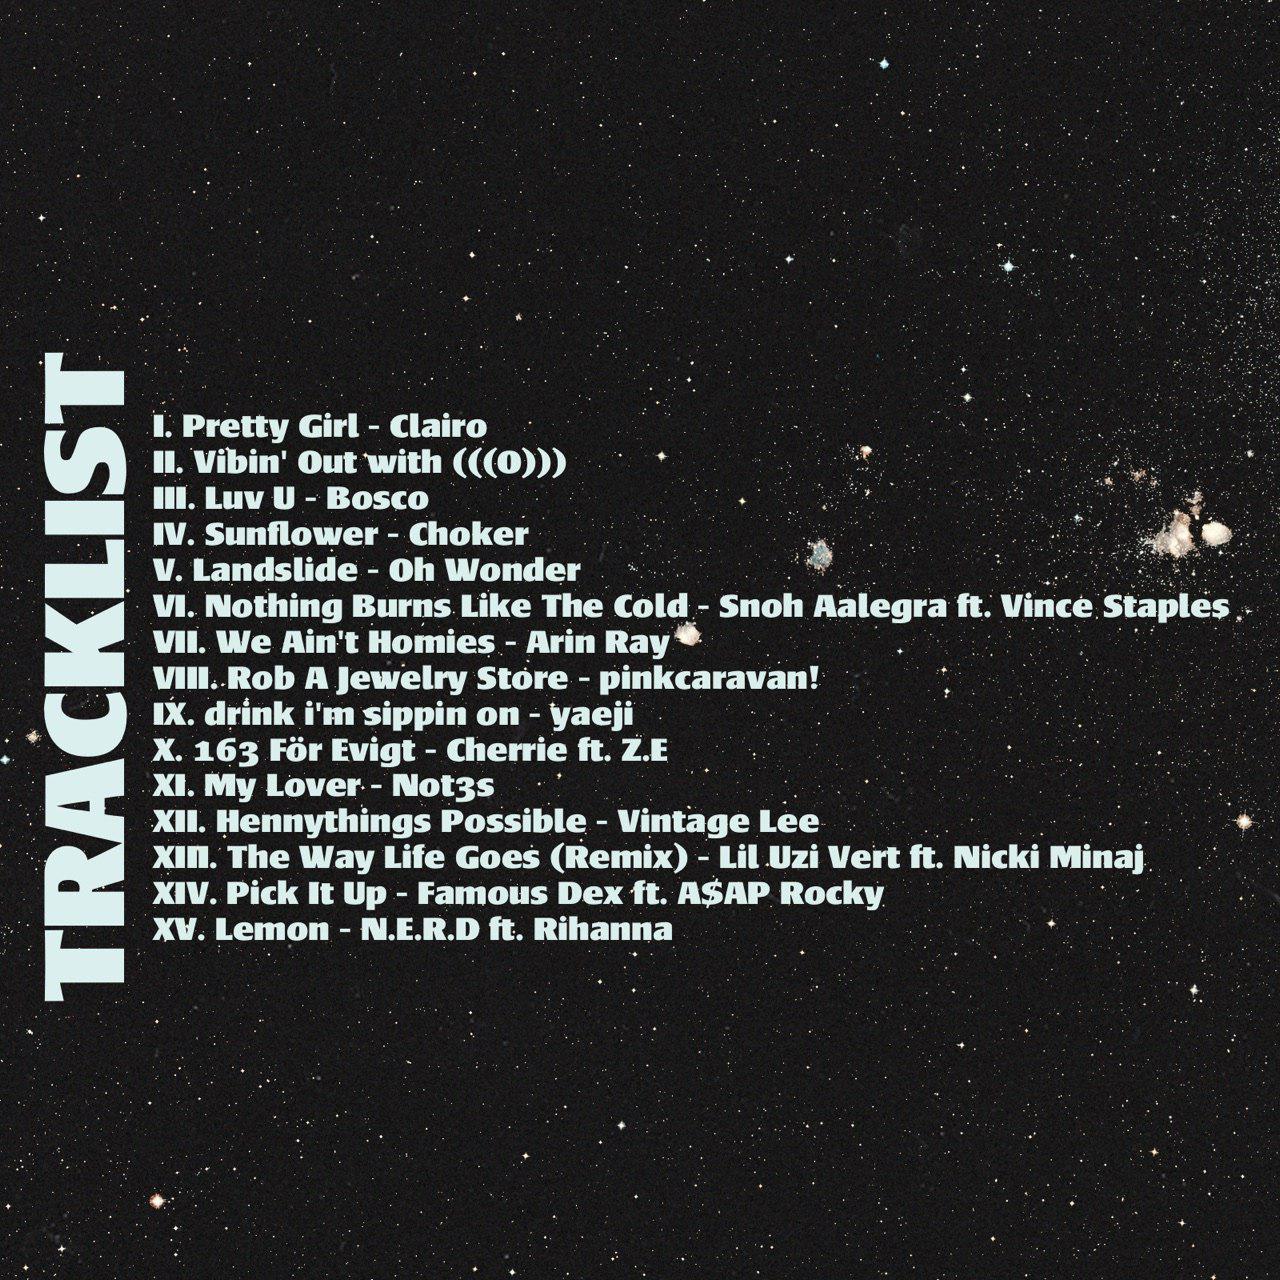 TRACKLIST
I. Pretty Girl - Clairo
II. Vibin' Out with (((O)))
III. Luv U - Bosco
IV. Sunflower - Choker
V. Landslide - Oh Wonder
VI. Nothing Burns Like The Cold - Snoh Aalegra ft. Vince Staples
VII. We Ain't Homies - Arin Ray
VIII. Rob A Jewelry Store - pinkcaravan!
IX. drink i'm sippin on - yaeji
X. 163 För Evigt - Cherrie ft. Z.E
XI. My Lover - Not3s
XII. Hennythings Possible - Vintage Lee
XIII. The Way Life Goes (Remix) - Lil Uzi Vert ft. Nicki Minaj
XIV. Pick It Up - Famous Dex ft. A$AP Rocky
XV. Lemon - N.E.R.D ft. Rihanna